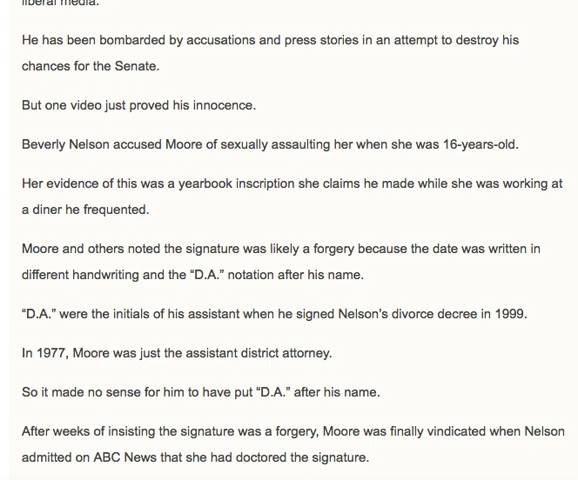 liberal media.
He has been bombarded by accusations and press stories in an attempt to destroy his
chances for the Senate.
But one video just proved his innocence.
Beverly Nelson accused Moore of sexually assaulting her when she was 16-years-old.
Her evidence of this was a yearbook inscription she claims he made while she was working at
a diner he frequented.
Moore and others noted the signature was likely a forgery because the date was written in
different handwriting and the “D.A.” notation after his name.
“D.A.” were the initials of his assistant when he signed Nelson’s divorce decree in 1999.
In 1977, Moore was just the assistant district attorney.
So it made no sense for him to have put “D.A.” after his name.
After weeks of insisting the signature was a forgery, Moore was finally vindicated when Nelson
admitted on ABC News that she had doctored the signature.